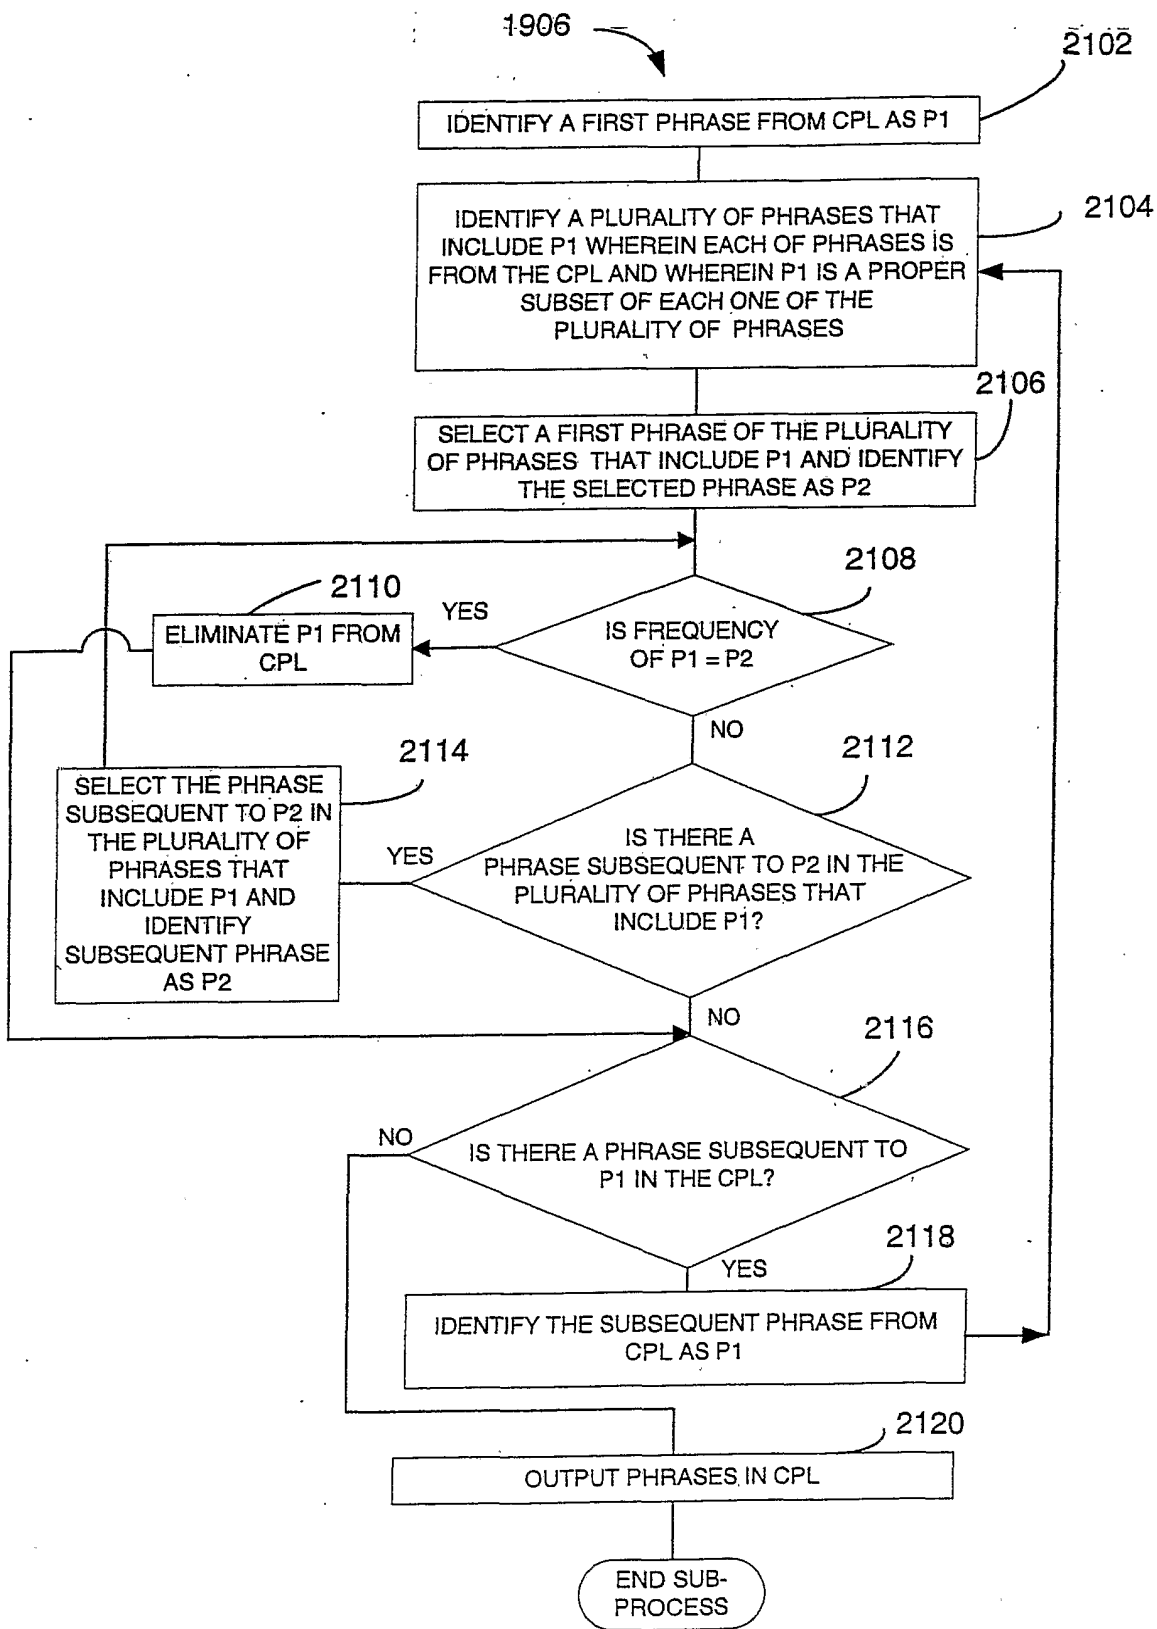 1906
2102
IDENTIFY A FIRST PHRASE FROM CPL AS P1
2104
IDENTIFY A PLURALITY OF PHRASES THAT
INCLUDE P1 WHEREIN EACH OF PHRASES IS
FROM THE CPL AND WHEREIN P1 IS A PROPER
SUBSET OF EACH ONE OF THE
PLURALITY OF PHRASES
2106
SELECT A FIRST PHRASE OF THE PLURALITY
OF PHRASES THAT INCLUDE P1 AND IDENTIFY
THE SELECTED PHRASE AS P2
2108
IS FREQUENCY
OF P1 = P2
YES
2110
ELIMINATE P1 FROM
CPL
NO
2112
IS THERE A
PHRASE SUBSEQUENT TO P2 IN THE
PLURALITY OF PHRASES THAT
INCLUDE P1?
YES
2114
SELECT THE PHRASE
SUBSEQUENT TO P2 IN
THE PLURALITY OF
PHRASES THAT
INCLUDE P1 AND
IDENTIFY
SUBSEQUENT PHRASE
AS P2
NO
2116
IS THERE A PHRASE SUBSEQUENT TO
P1 IN THE CPL?
NO
YES
2118
IDENTIFY THE SUBSEQUENT PHRASE FROM
CPL AS P1
2120
OUTPUT PHRASES IN CPL
END SUB-
PROCESS